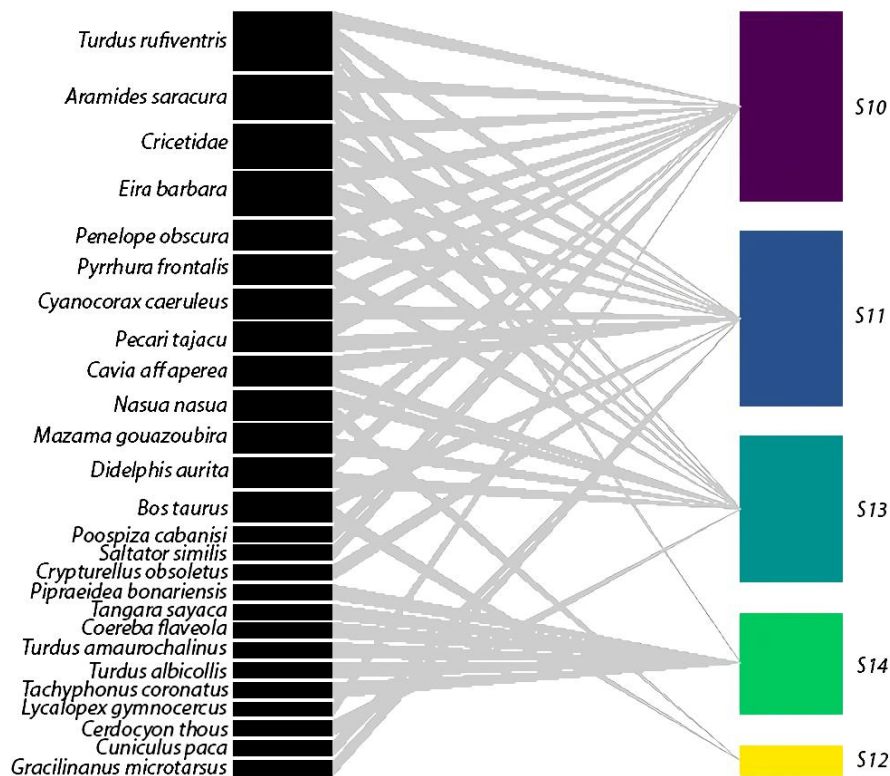 Turdus rufiventris
Aramides saracura
Cricetidae
Eira barbara
Penelope obscura
Pyrrhura frontalis
Cyanocorax caeruleus
Pecari tajacu
Cavia aff aperea
Nasua nasua
Mazama gouazoubira
Didelphis aurita
Bos taurus
Poospiza cabanisi
Saltator similis
Crypturellus obsoletus
Pipraeidea bonariensis
Tangara sayaca
Coereba flaveola
Turdus amaurochalinus
Turdus albicollis
Tachyphonus coronatus
Lycalopex gymnocercus
Cerdocyon thous
Cuniculus paca
Gracilinanus microtarsus
S10
S11
S13
S14
S12